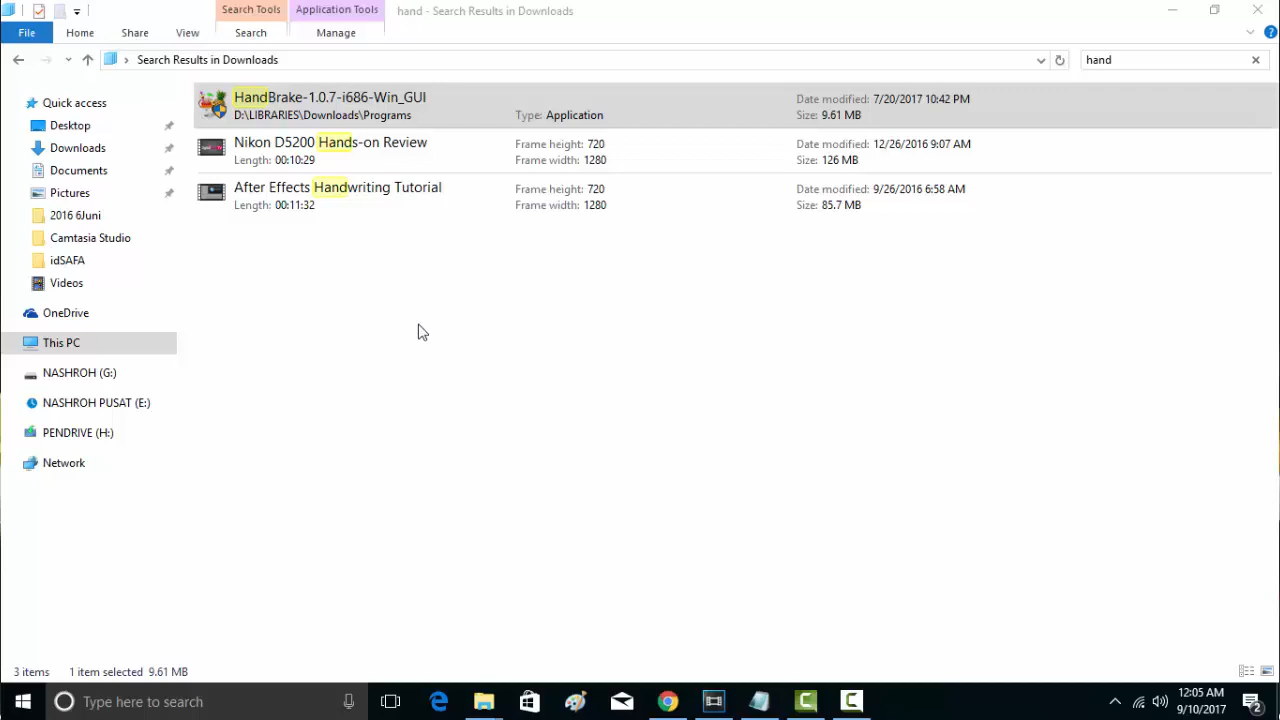 Search Tools Application Tools hand - Search Results in Downloads
File Home Share View Search Manage
Search Results in Downloads
hand
Quick access
Desktop
Downloads
Documents
Pictures
2016 6Juni
Camtasia Studio
idSAFA
Videos
OneDrive
This PC
NASHROH (G:)
NASHROH PUSAT (E:)
PENDRIVE (H:)
Network
HandBrake-1.0.7-i686-Win_GUI Date modified: 7/20/2017 10:42 PM
D:\LIBRARIES\Downloads\Programs Type: Application Size: 9.61 MB
Nikon D5200 Hands-on Review Frame height: 720 Date modified: 12/26/2016 9:07 AM
Length: 00:10:29 Frame width: 1280 Size: 126 MB
After Effects Handwriting Tutorial Frame height: 720 Date modified: 9/26/2016 6:58 AM
Length: 00:11:32 Frame width: 1280 Size: 85.7 MB
3 items 1 item selected 9.61 MB
Type here to search
12:05 AM
9/10/2017
2